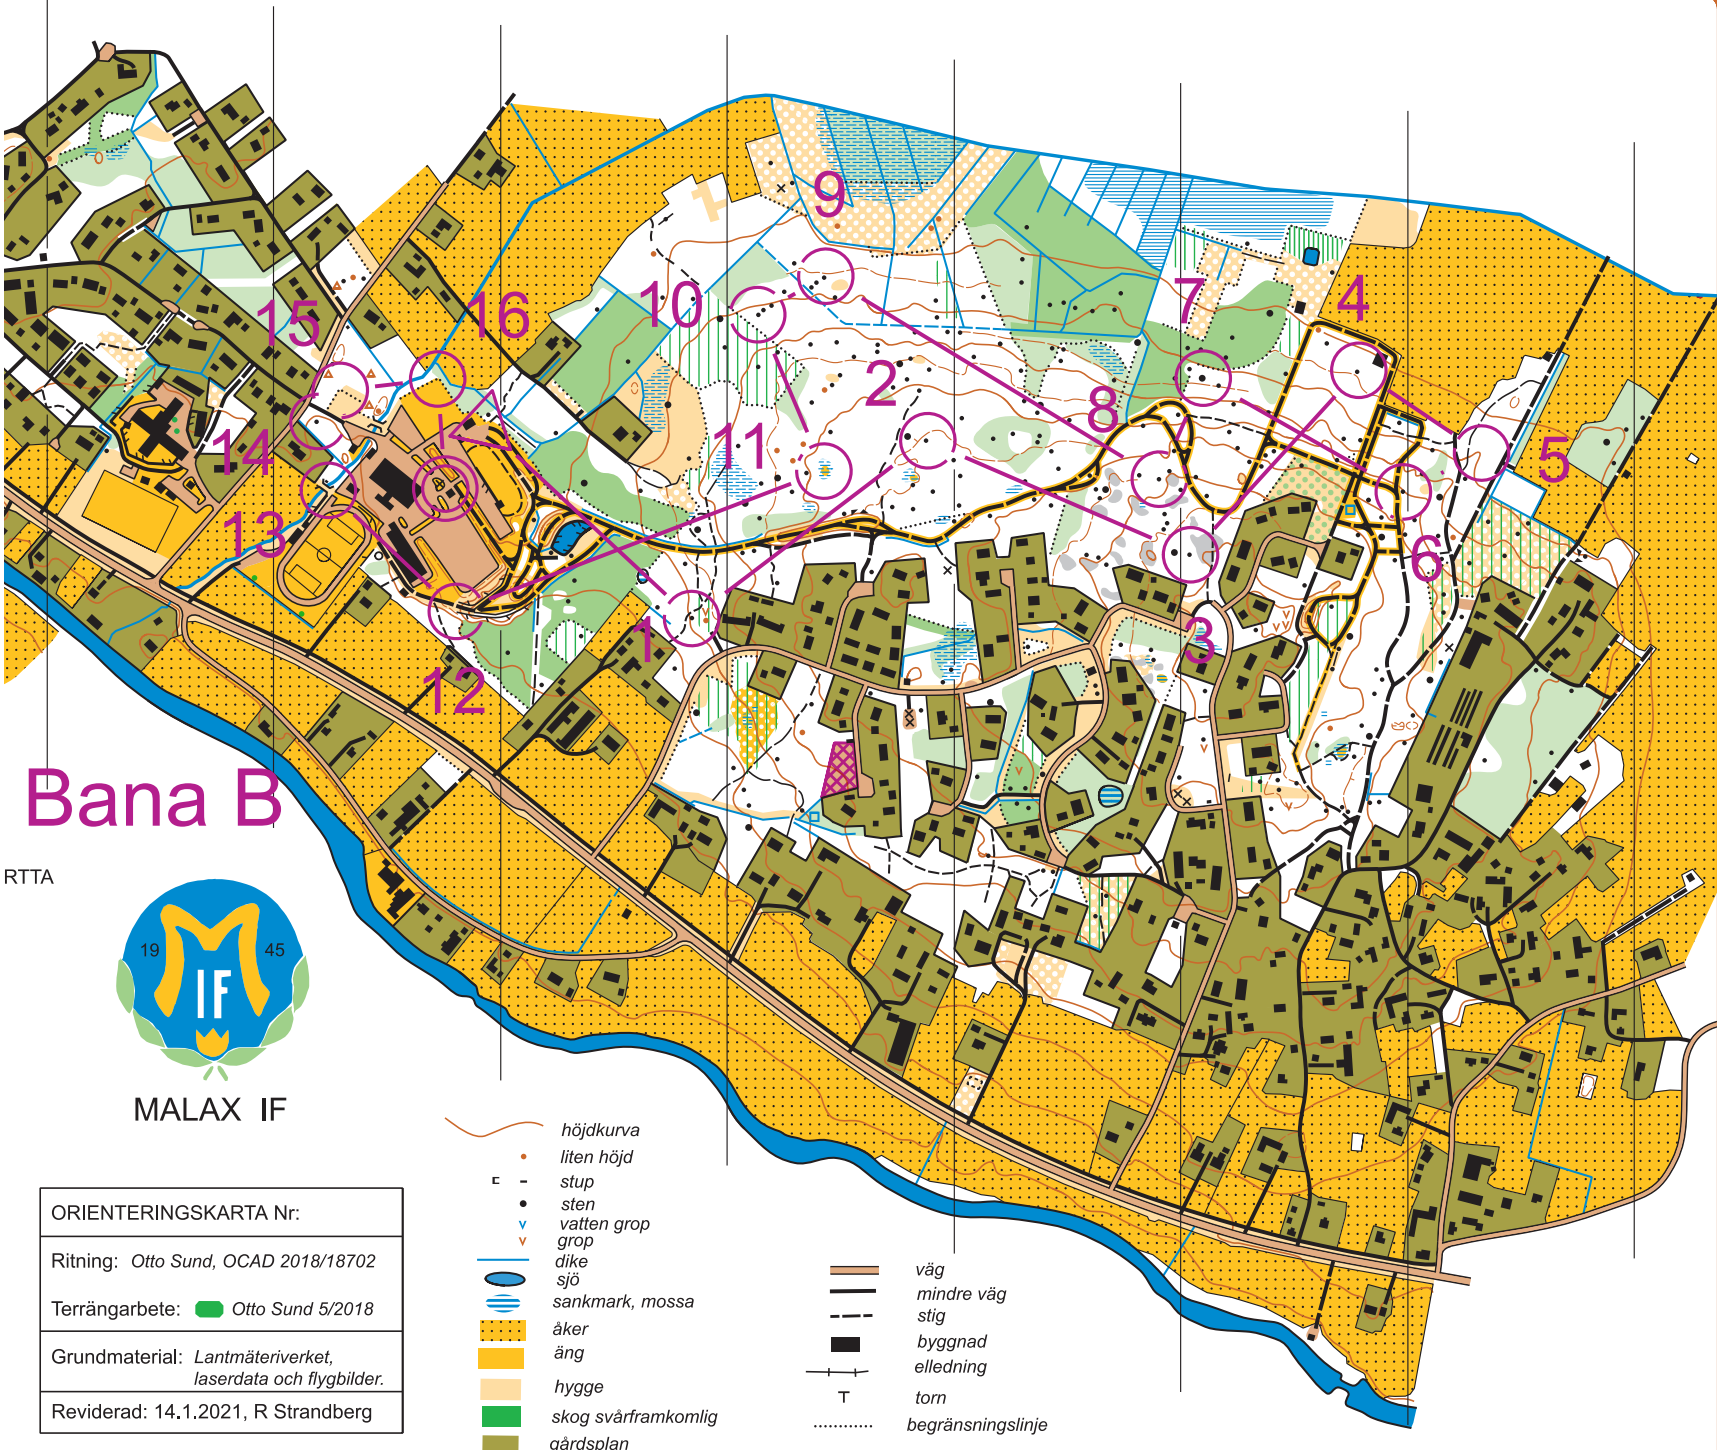 9
4
7
10
15
16
2
8
11
14
5
13
6
1
3
12
Bana B
RTTA
19 45
IF
MALAX IF
ORIENTERINGSKARTA Nr:
Ritning: Otto Sund, OCAD 2018/18702
Terrängarbete: Otto Sund 5/2018
Grundmaterial: Lantmäteriverket,
laserdata och flygbilder.
Reviderad: 14.1.2021, R Strandberg
höjdkurva
liten höjd
stup
sten
vatten grop
grop
dike
sjö
sankmark, mossa
åker
äng
hygge
skog svårframkomlig
gårdsplan
väg
mindre väg
stig
byggnad
elledning
torn
begränsningslinje